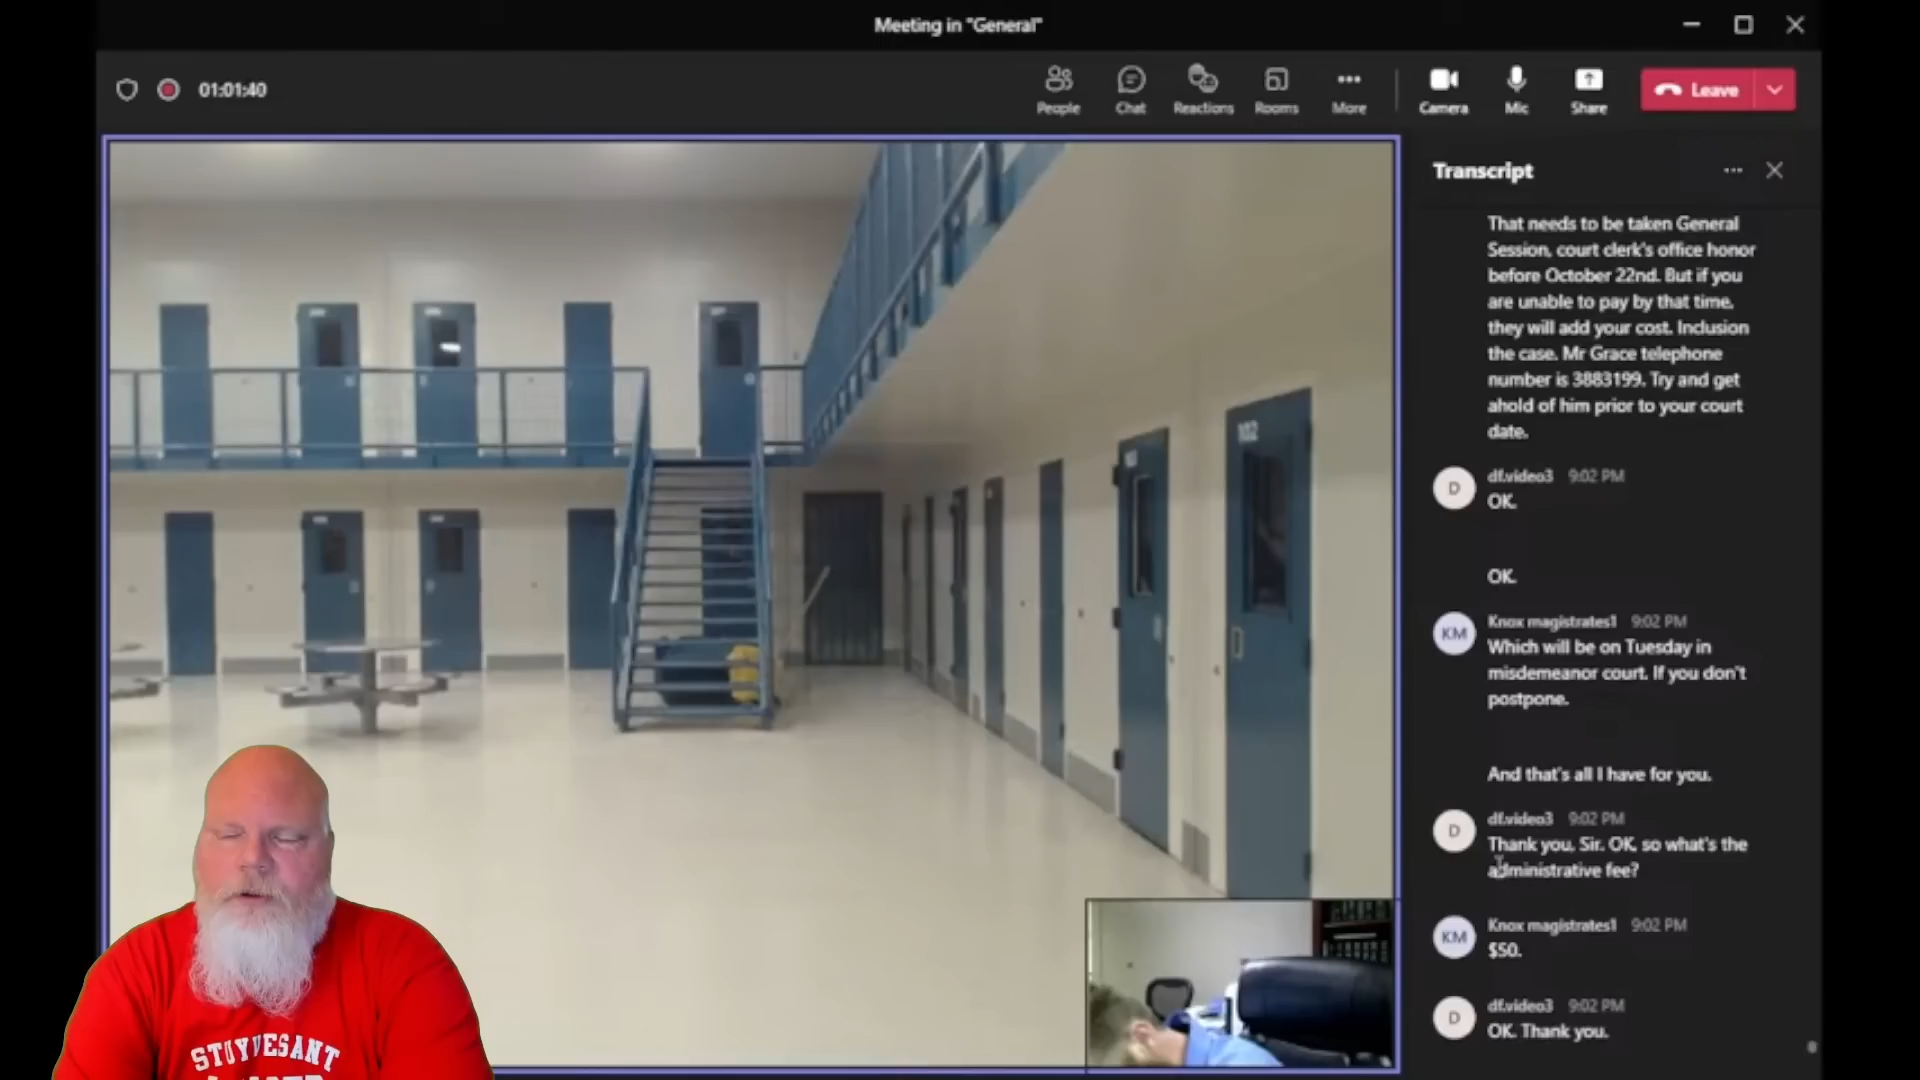 Meeting in "General"
01:01:40
People
Chat
Reactions
Rooms
More
Camera
Mic
Share
Leave
Transcript
That needs to be taken General
Session, court clerk's office honor
before October 22nd. But if you
are unable to pay by that time,
they will add your cost. Inclusion
the case. Mr Grace telephone
number is 3883199. Try and get
ahold of him prior to your court
date.
D
df.video3 9:02 PM
OK.
OK.
KM
Knox magistrates1 9:02 PM
Which will be on Tuesday in
misdemeanor court. If you don't
postpone.
And that's all I have for you.
D
df.video3 9:02 PM
Thank you, Sir. OK, so what's the
administrative fee?
KM
Knox magistrates1 9:02 PM
$50.
D
df.video3 9:02 PM
OK. Thank you.
102
STUYVESANT